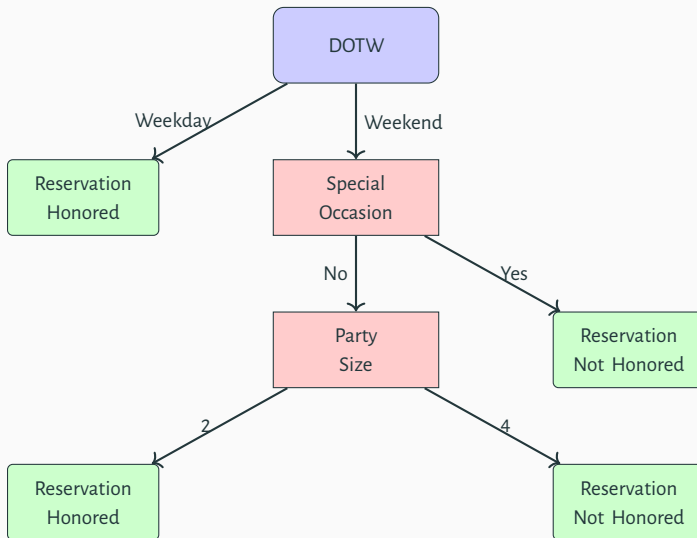 DOTW
Weekday
Weekend
Reservation
Honored
Special
Occasion
No
Yes
Party
Size
Reservation
Not Honored
2
4
Reservation
Honored
Reservation
Not Honored